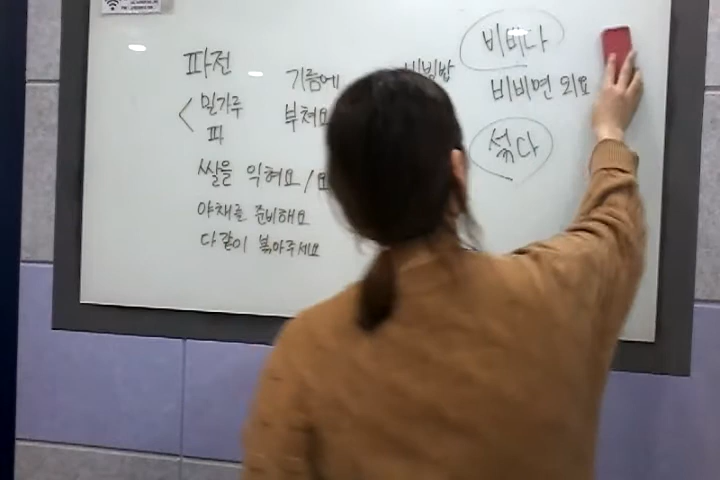 파전
밀가루
파
기름에
부쳐요
쌀을 익혀요 /
야채를 준비해요
다같이 볶아주세요
비빔밥
비비다
비비면 되요
섞다